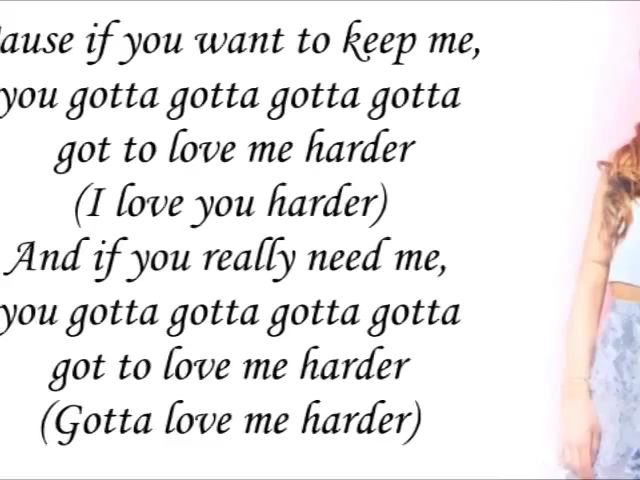 ause if you want to keep me,
you gotta gotta gotta gotta
got to love me harder
(I love you harder)
And if you really need me,
you gotta gotta gotta gotta
got to love me harder
(Gotta love me harder)